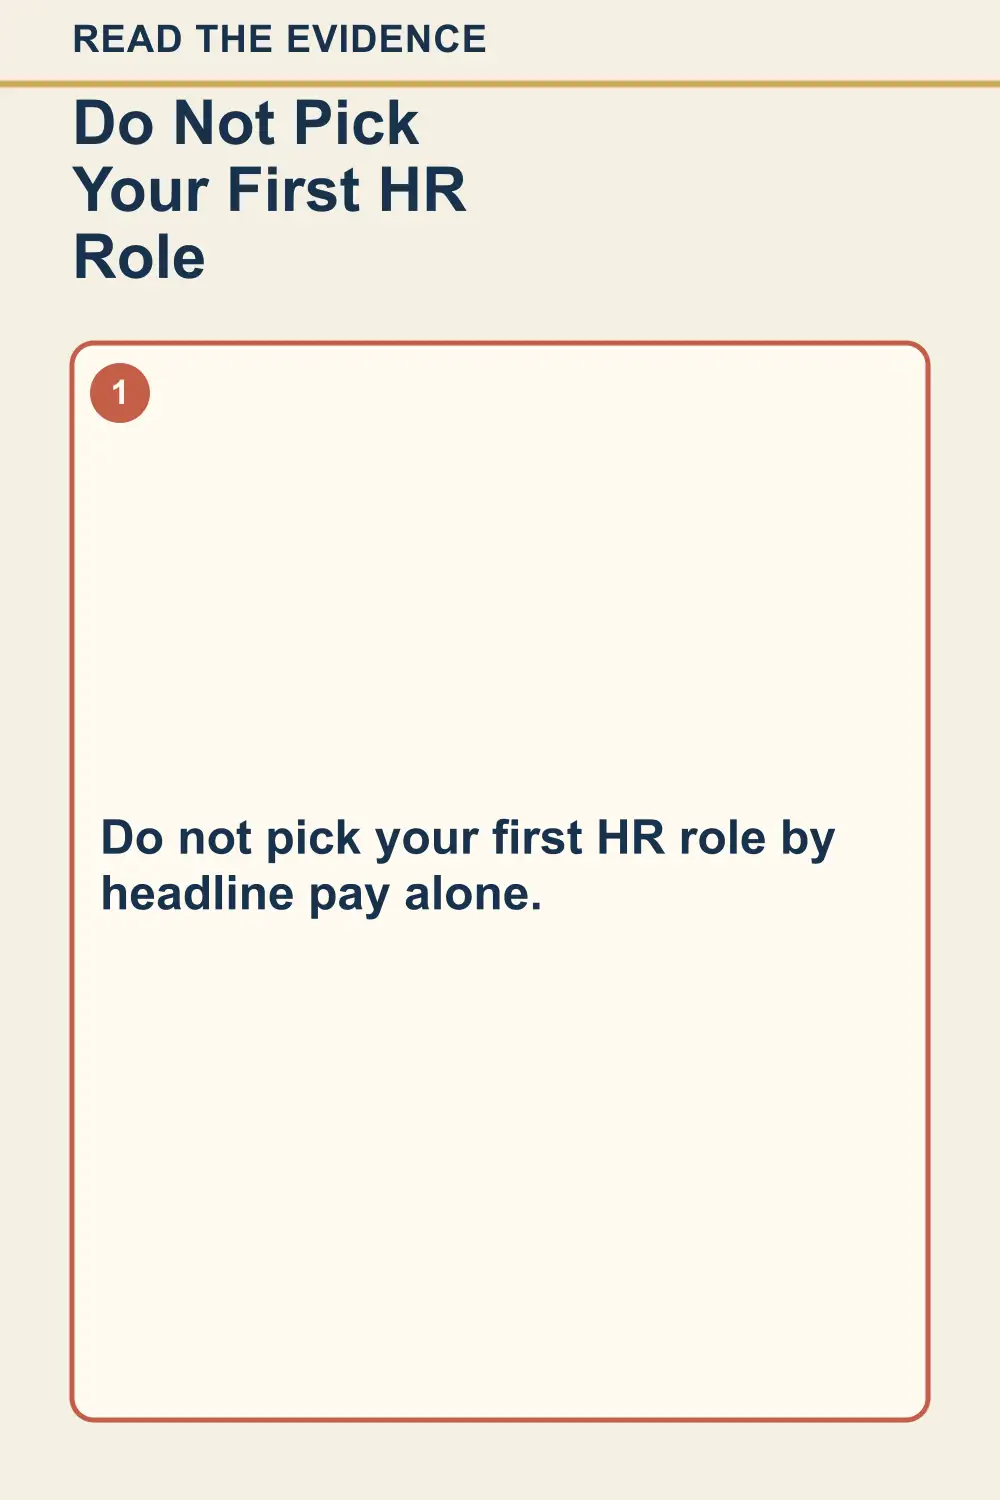 READ THE EVIDENCE
Do Not Pick
Your First HR
Role
1
Do not pick your first HR role by
headline pay alone.